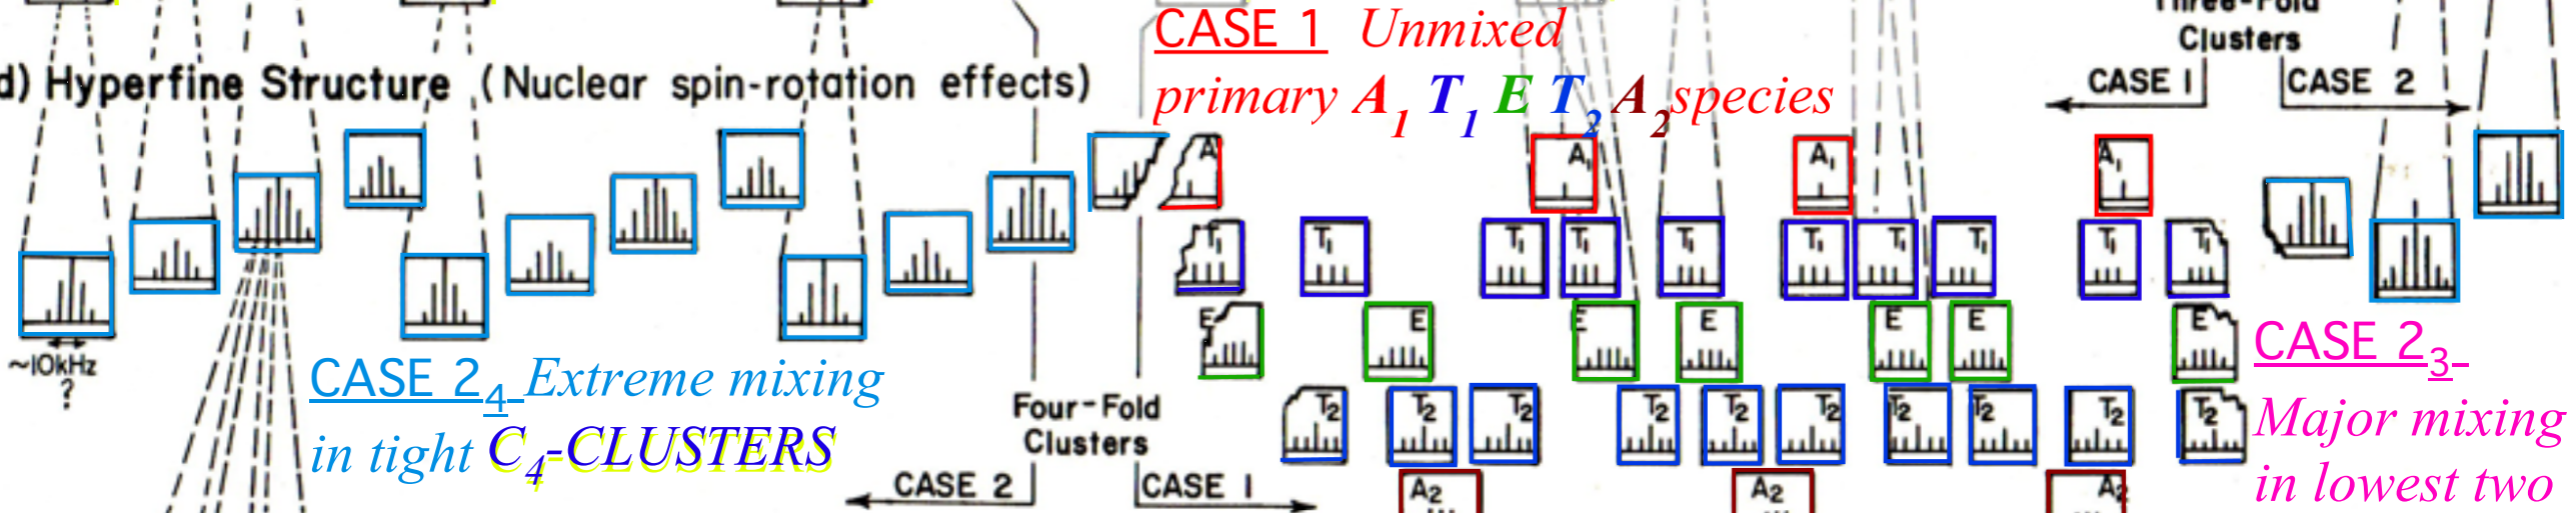 CASE 1 Unmixed
primary A1 T1 E T2 A2 species
d) Hyperfine Structure (Nuclear spin-rotation effects)
Three-Fold
Clusters
CASE 1 CASE 2
A A1 A1 A1
T1 T1 T1 T1 T1 T1 T1 T1 T1 T1
E E E E E E E
T2 T2 T2 T2 T2 T2 T2 T2 T2 T2
A2 A2 A2
~10kHz
?
CASE 24 Extreme mixing
in tight C4-CLUSTERS
Four-Fold
Clusters
CASE 2 CASE 1
CASE 23
Major mixing
in lowest two